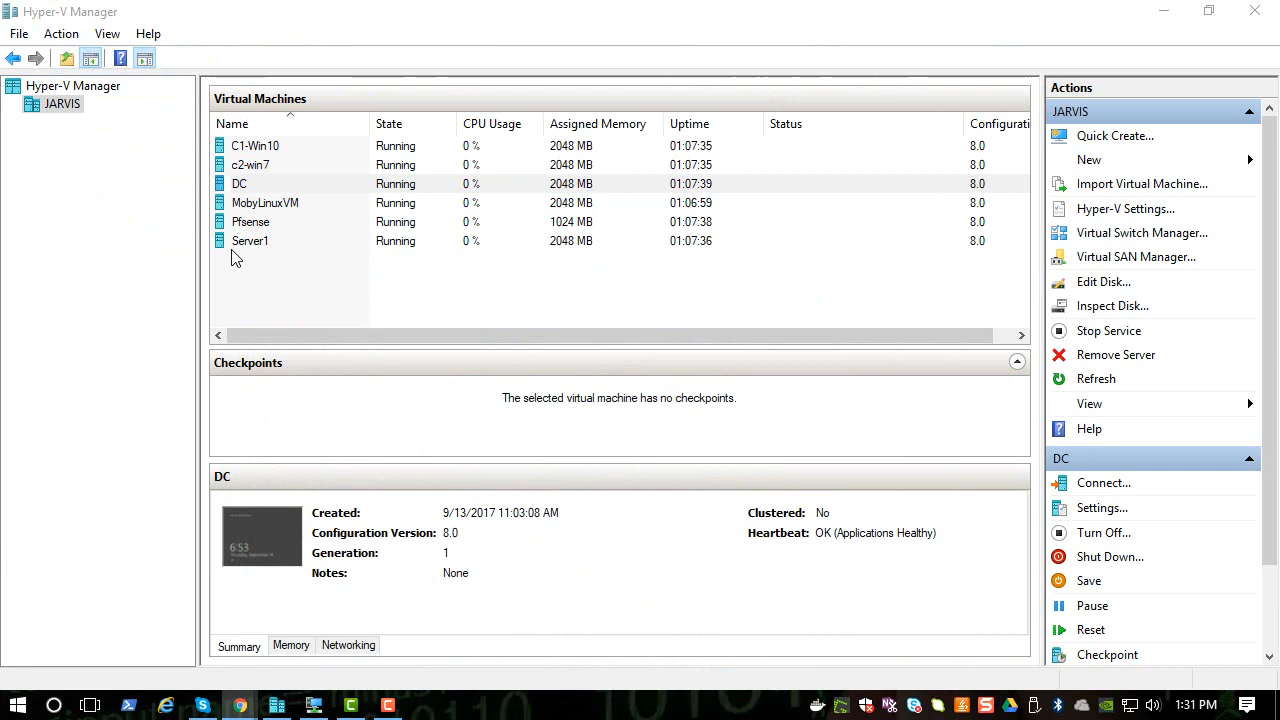 Hyper-V Manager
File Action View Help
Hyper-V Manager
JARVIS
Virtual Machines
Name State CPU Usage Assigned Memory Uptime Status Configurati
C1-Win10 Running 0 % 2048 MB 01:07:35 8.0
c2-win7 Running 0 % 2048 MB 01:07:35 8.0
DC Running 0 % 2048 MB 01:07:39 8.0
MobyLinuxVM Running 0 % 2048 MB 01:06:59 8.0
Pfsense Running 0 % 1024 MB 01:07:38 8.0
Server1 Running 0 % 2048 MB 01:07:36 8.0
Checkpoints
The selected virtual machine has no checkpoints.
DC
Created: 9/13/2017 11:03:08 AM Clustered: No
Configuration Version: 8.0 Heartbeat: OK (Applications Healthy)
Generation: 1
Notes: None
6:53
Summary Memory Networking
Actions
JARVIS
Quick Create...
New
Import Virtual Machine...
Hyper-V Settings...
Virtual Switch Manager...
Virtual SAN Manager...
Edit Disk...
Inspect Disk...
Stop Service
Remove Server
Refresh
View
Help
DC
Connect...
Settings...
Turn Off...
Shut Down...
Save
Pause
Reset
Checkpoint
1:31 PM